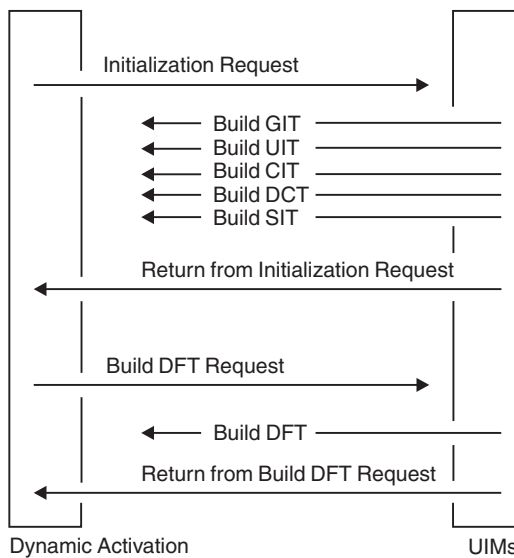 Initialization Request
Build GIT
Build UIT
Build CIT
Build DCT
Build SIT
Return from Initialization Request
Build DFT Request
Build DFT
Return from Build DFT Request
Dynamic Activation
UIMs